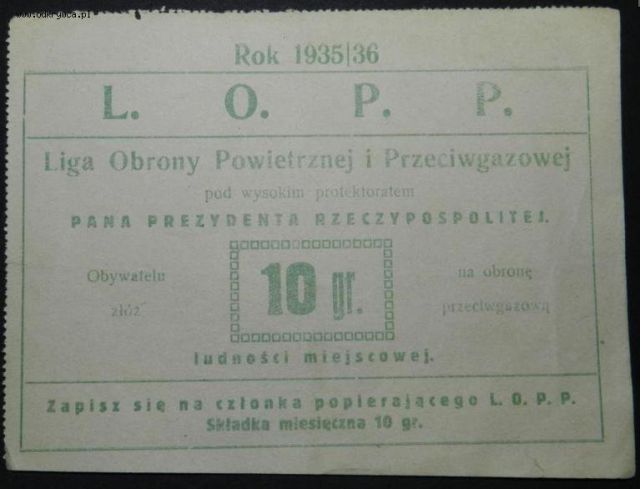 Rok 1935|36
L. O. P. P.
Liga Obrony Powietrznej i Przeciwgazowej
pod wysokim protektoratem
PANA PREZYDENTA RZECZYPOSPOLITEJ.
Obywatelu
złóż
10 gr.
na obronę
przeciwgazową
ludności miejscowej.
Zapisz się na członka popierającego L. O. P. P.
Składka miesięczna 10 gr.